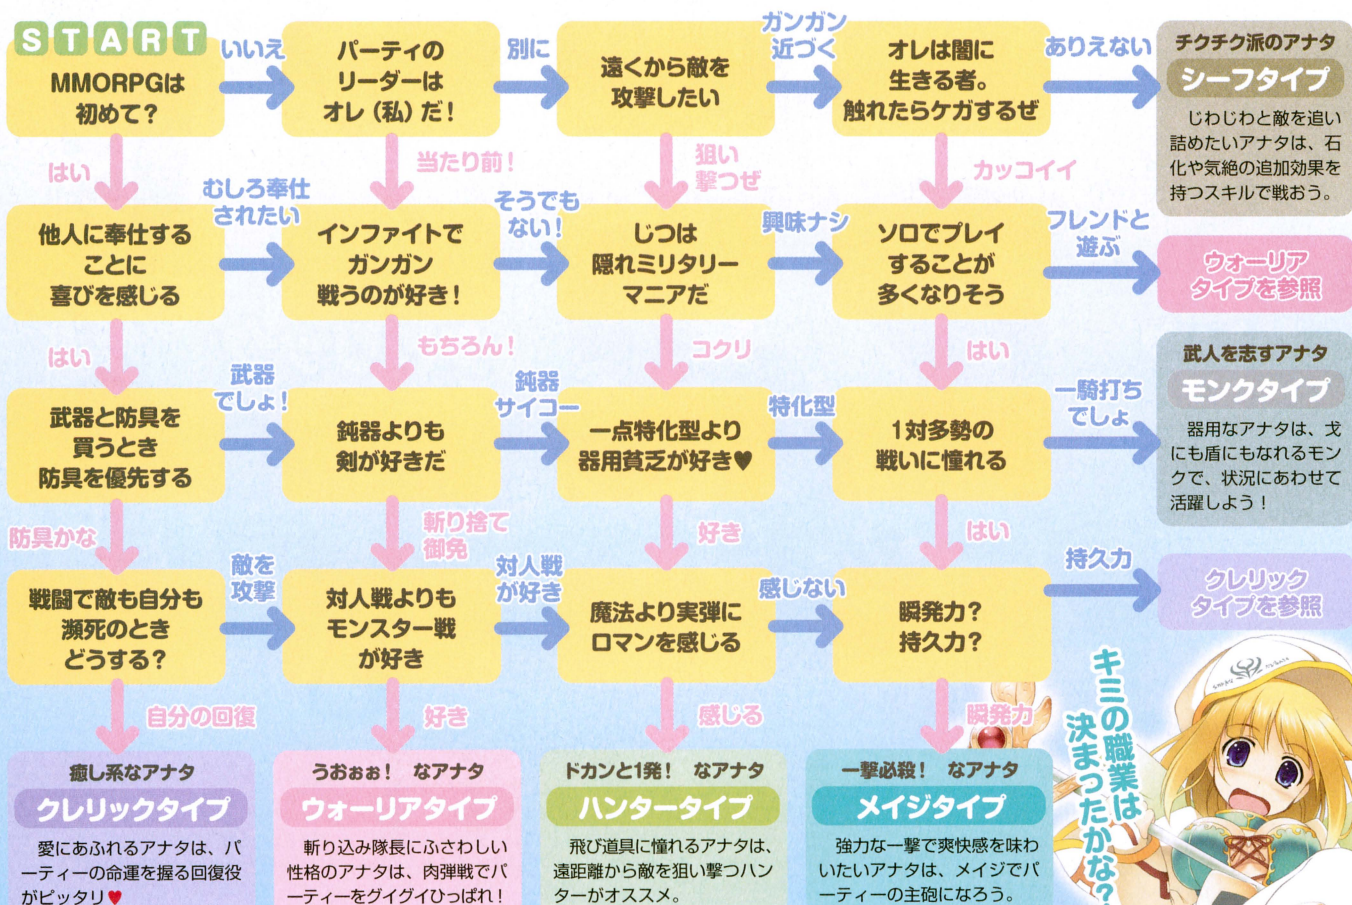 START
MMORPGは
初めて？
いいえ
パーティの
リーダーは
オレ（私）だ！
別に
遠くから敵を
攻撃したい
ガンガン
近づく
オレは闇に
生きる者。
触れたらケガするぜ
ありえない
チクチク派のアナタ
シーフタイプ
じわじわと敵を追い
詰めたいアナタは、石
化や気絶の追加効果を
持つスキルで戦おう。
はい
当たり前！
狙い
撃つぜ
カッコイイ
他人に奉仕する
ことに
喜びを感じる
むしろ奉仕
されたい
インファイトで
ガンガン
戦うのが好き！
そうでも
ない！
じつは
隠れミリタリー
マニアだ
興味ナシ
ソロでプレイ
することが
多くなりそう
フレンドと
遊ぶ
ウォーリア
タイプを参照
はい
もちろん！
コクリ
はい
武器と防具を
買うとき
防具を優先する
武器
でしょ！
鈍器よりも
剣が好きだ
鈍器
サイコー
一点特化型より
器用貧乏が好き♥
特化型
1対多勢の
戦いに憧れる
一騎打ち
でしょ
武人を志すアナタ
モンクタイプ
器用なアナタは、戈
にも盾にもなれるモン
クで、状況にあわせて
活躍しよう！
防具かな
斬り捨て
御免
好き
はい
戦闘で敵も自分も
瀕死のとき
どうする？
敵を
攻撃
対人戦よりも
モンスター戦
が好き
対人戦
が好き
魔法より実弾に
ロマンを感じる
感じない
瞬発力？
持久力？
持久力
クレリック
タイプを参照
自分の回復
好き
感じる
瞬発力
癒し系なアナタ
クレリックタイプ
愛にあふれるアナタは、パ
ーティーの命運を握る回復役
がピッタリ♥
うおぉぉ！　なアナタ
ウォーリアタイプ
斬り込み隊長にふさわしい
性格のアナタは、肉弾戦でパ
ーティーをグイグイひっぱれ！
ドカンと1発！　なアナタ
ハンタータイプ
飛び道具に憧れるアナタは、
遠距離から敵を狙い撃つハン
ターがオススメ。
一撃必殺！　なアナタ
メイジタイプ
強力な一撃で爽快感を味わ
いたいアナタは、メイジでパ
ーティーの主砲になろう。
キミの職業は
決まったかな？